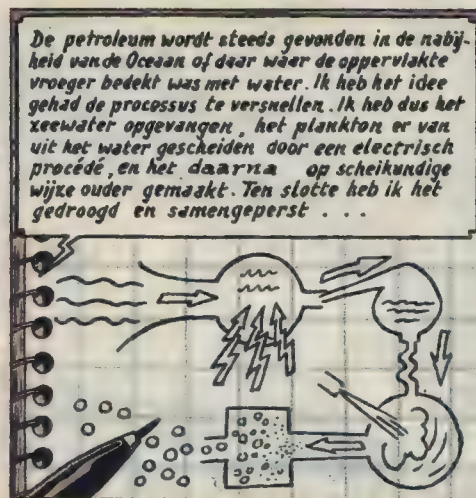 De petroleum wordt steeds gevonden in de nabij-
heid van de Oceaan of daar waar de oppervlakte
vroeger bedekt was met water. Ik heb het idee
gehad de processus te versnellen. Ik heb dus het
zeewater opgevangen, het plankton er van
uit het water gescheiden door een electrisch
procédé, en het daarna op scheikundige
wijze ouder gemaakt. Ten slotte heb ik het
gedroogd en samengeperst . . .